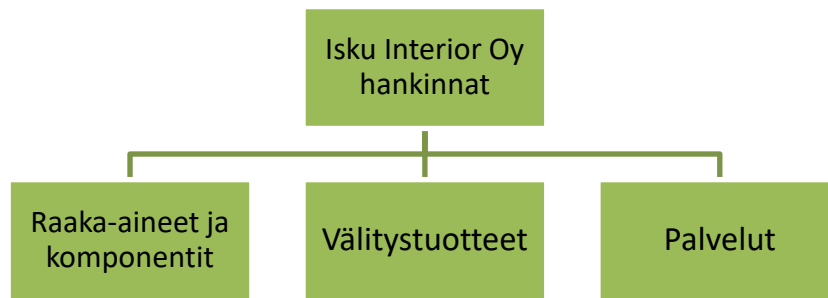 Isku Interior Oy
hankinnat
Raaka-aineet ja
komponentit
Välitystuotteet
Palvelut